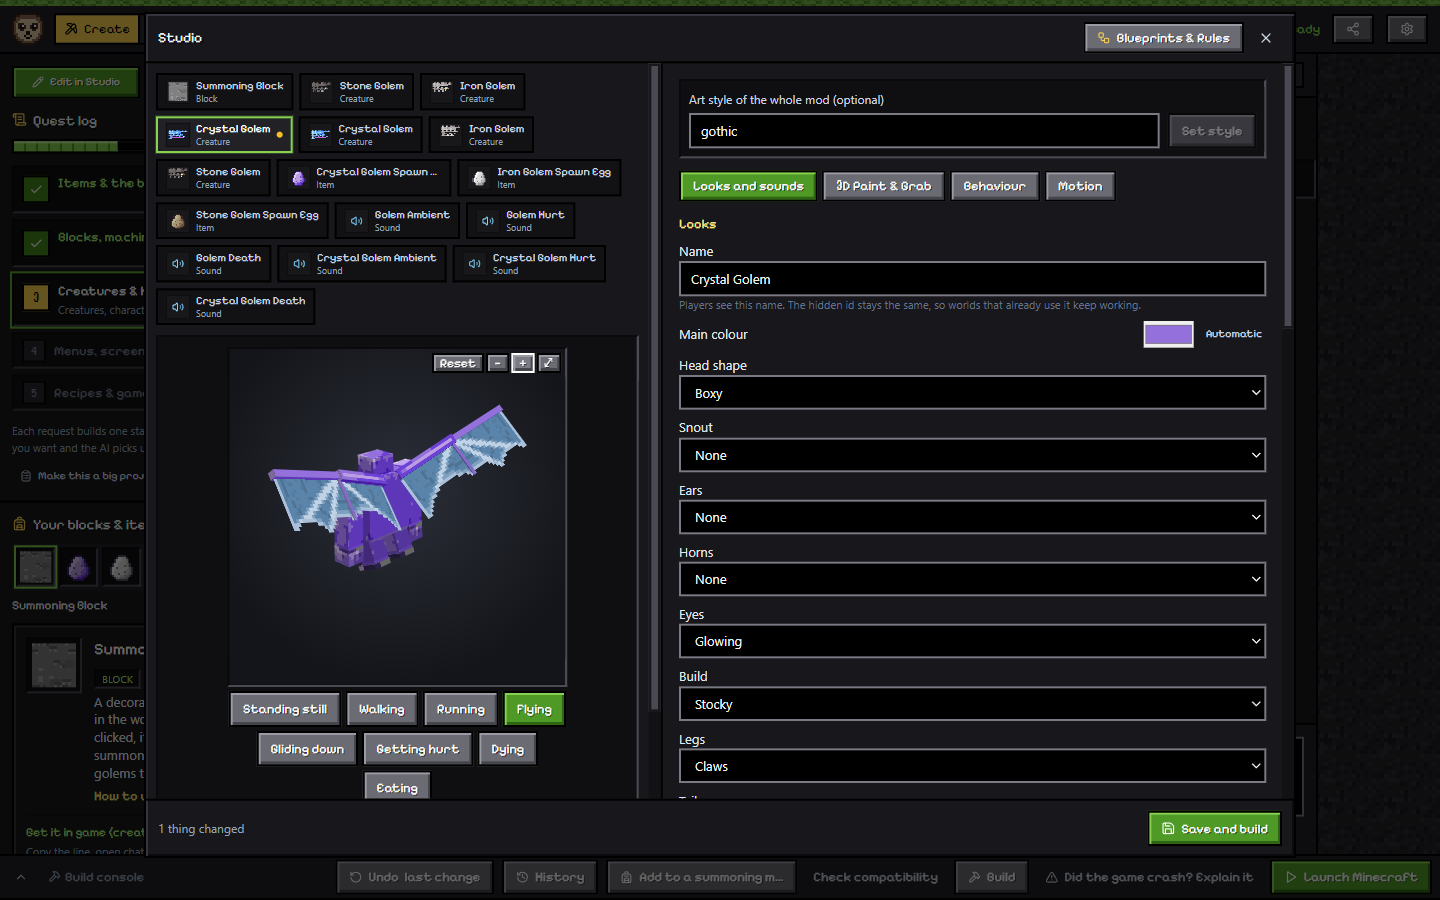 Create
Studio
Blueprints & Rules
ady
Edit in Studio
Quest log
Items & the b
Blocks, machin
3
Creatures &
Creatures, charact
4
Menus, screen
5
Recipes & game
Each request builds one sta
you want and the AI picks u
Make this a big proj
Your blocks & ite
Summoning Block
Summo
BLOCK
A decora
in the wo
clicked, i
summon
golems t
How to u
Get it in game (creat
Copy the line, open chat
Summoning Block
Block
Stone Golem
Creature
Iron Golem
Creature
Crystal Golem
Creature
Crystal Golem
Creature
Iron Golem
Creature
Stone Golem
Creature
Crystal Golem Spawn ...
Item
Iron Golem Spawn Egg
Item
Stone Golem Spawn Egg
Item
Golem Ambient
Sound
Golem Hurt
Sound
Golem Death
Sound
Crystal Golem Ambient
Sound
Crystal Golem Hurt
Sound
Crystal Golem Death
Sound
Reset
-
+
Standing still
Walking
Running
Flying
Gliding down
Getting hurt
Dying
Eating
Art style of the whole mod (optional)
gothic
Set style
Looks and sounds
3D Paint & Grab
Behaviour
Motion
Looks
Name
Crystal Golem
Players see this name. The hidden id stays the same, so worlds that already use it keep working.
Main colour
Automatic
Head shape
Boxy
Snout
None
Ears
None
Horns
None
Eyes
Glowing
Build
Stocky
Legs
Claws
1 thing changed
Save and build
Build console
Undo last change
History
Add to a summoning m...
Check compatibility
Build
Did the game crash? Explain it
Launch Minecraft